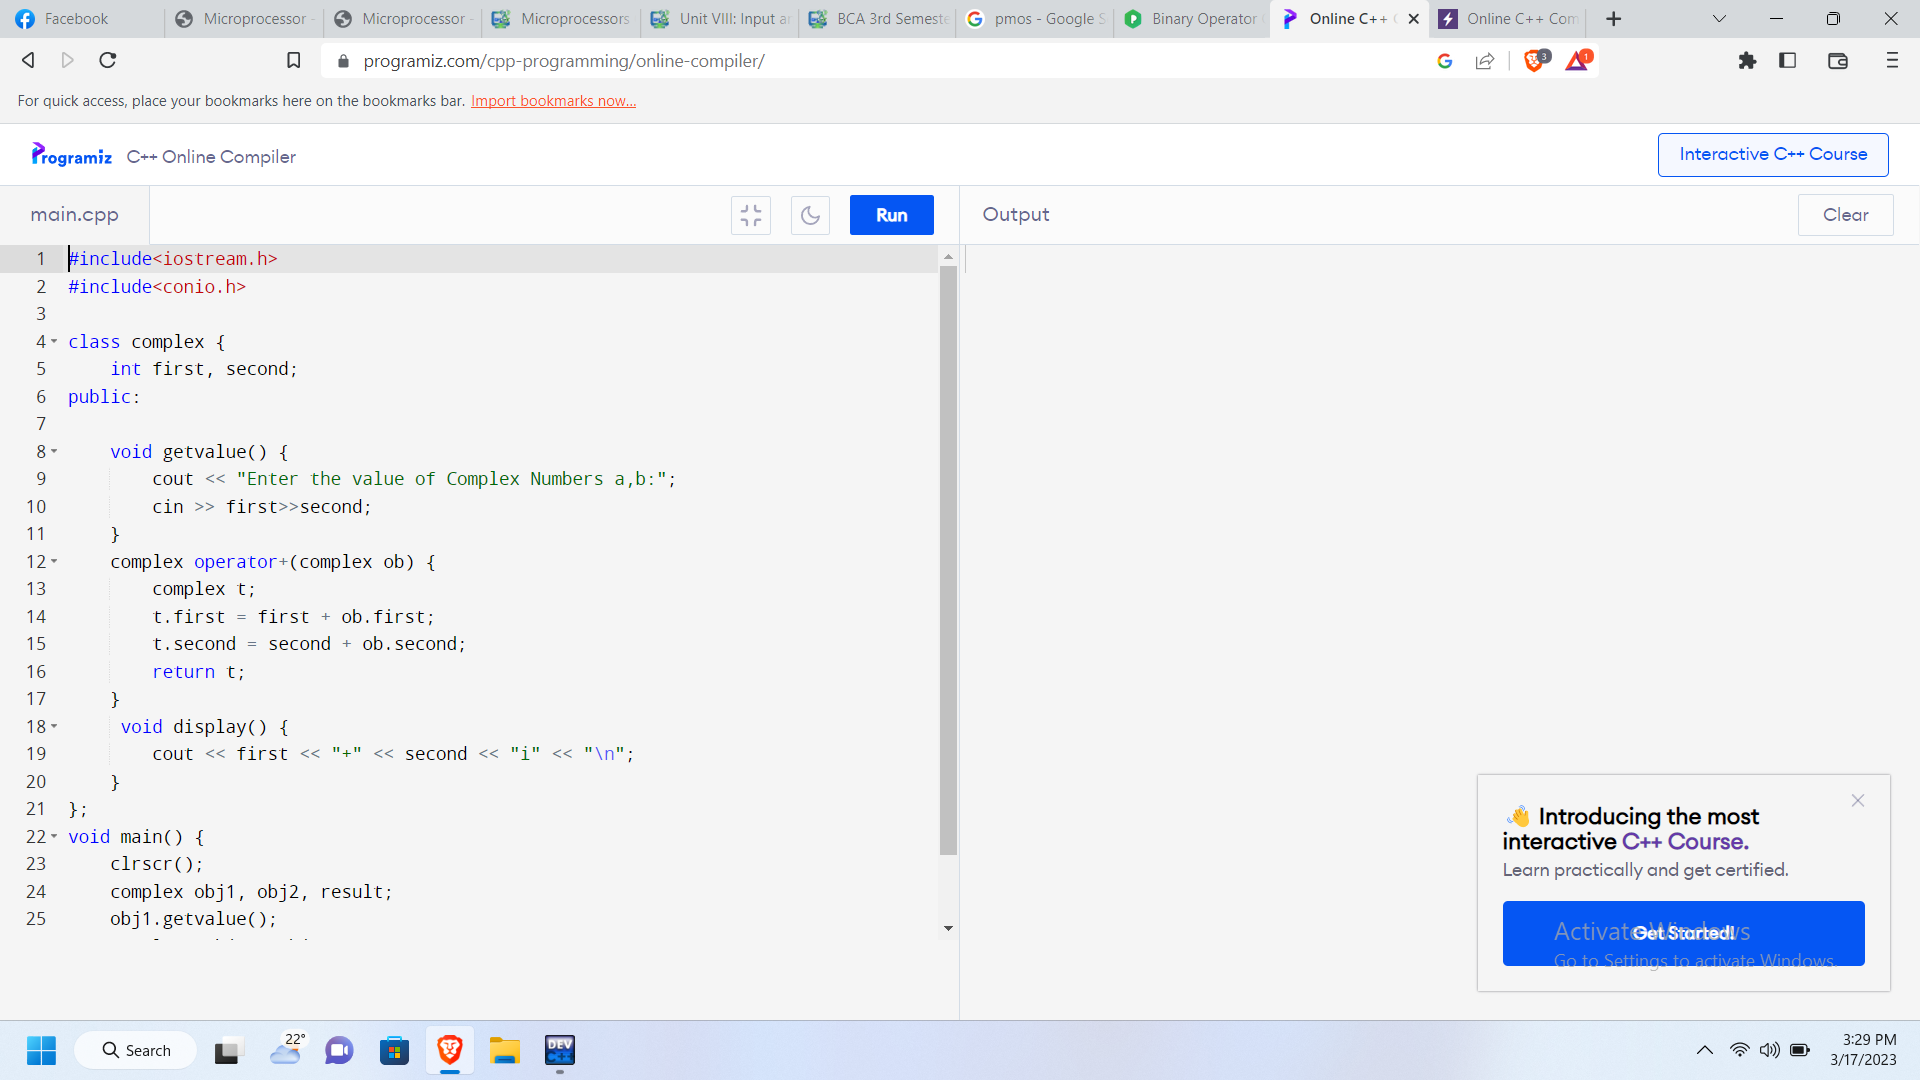 Facebook
Microprocessor -
Microprocessor -
Microprocessors
Unit VIII: Input an
BCA 3rd Semeste
pmos - Google S
Binary Operator
Online C++
Online C++ Com
programiz.com/cpp-programming/online-compiler/
3
1
For quick access, place your bookmarks here on the bookmarks bar. Import bookmarks now...
Programiz C++ Online Compiler
Interactive C++ Course
main.cpp
Run
Output
Clear
1 #include<iostream.h>
2 #include<conio.h>
3
4 class complex {
5 int first, second;
6 public:
7
8 void getvalue() {
9 cout << "Enter the value of Complex Numbers a,b:";
10 cin >> first>>second;
11 }
12 complex operator+(complex ob) {
13 complex t;
14 t.first = first + ob.first;
15 t.second = second + ob.second;
16 return t;
17 }
18 void display() {
19 cout << first << "+" << second << "i" << "\n";
20 }
21 };
22 void main() {
23 clrscr();
24 complex obj1, obj2, result;
25 obj1.getvalue();
👋 Introducing the most
interactive C++ Course.
Learn practically and get certified.
Get Started!
Activate Windows
Go to Settings to activate Windows.
Search
22°
DEV
C++
3:29 PM
3/17/2023